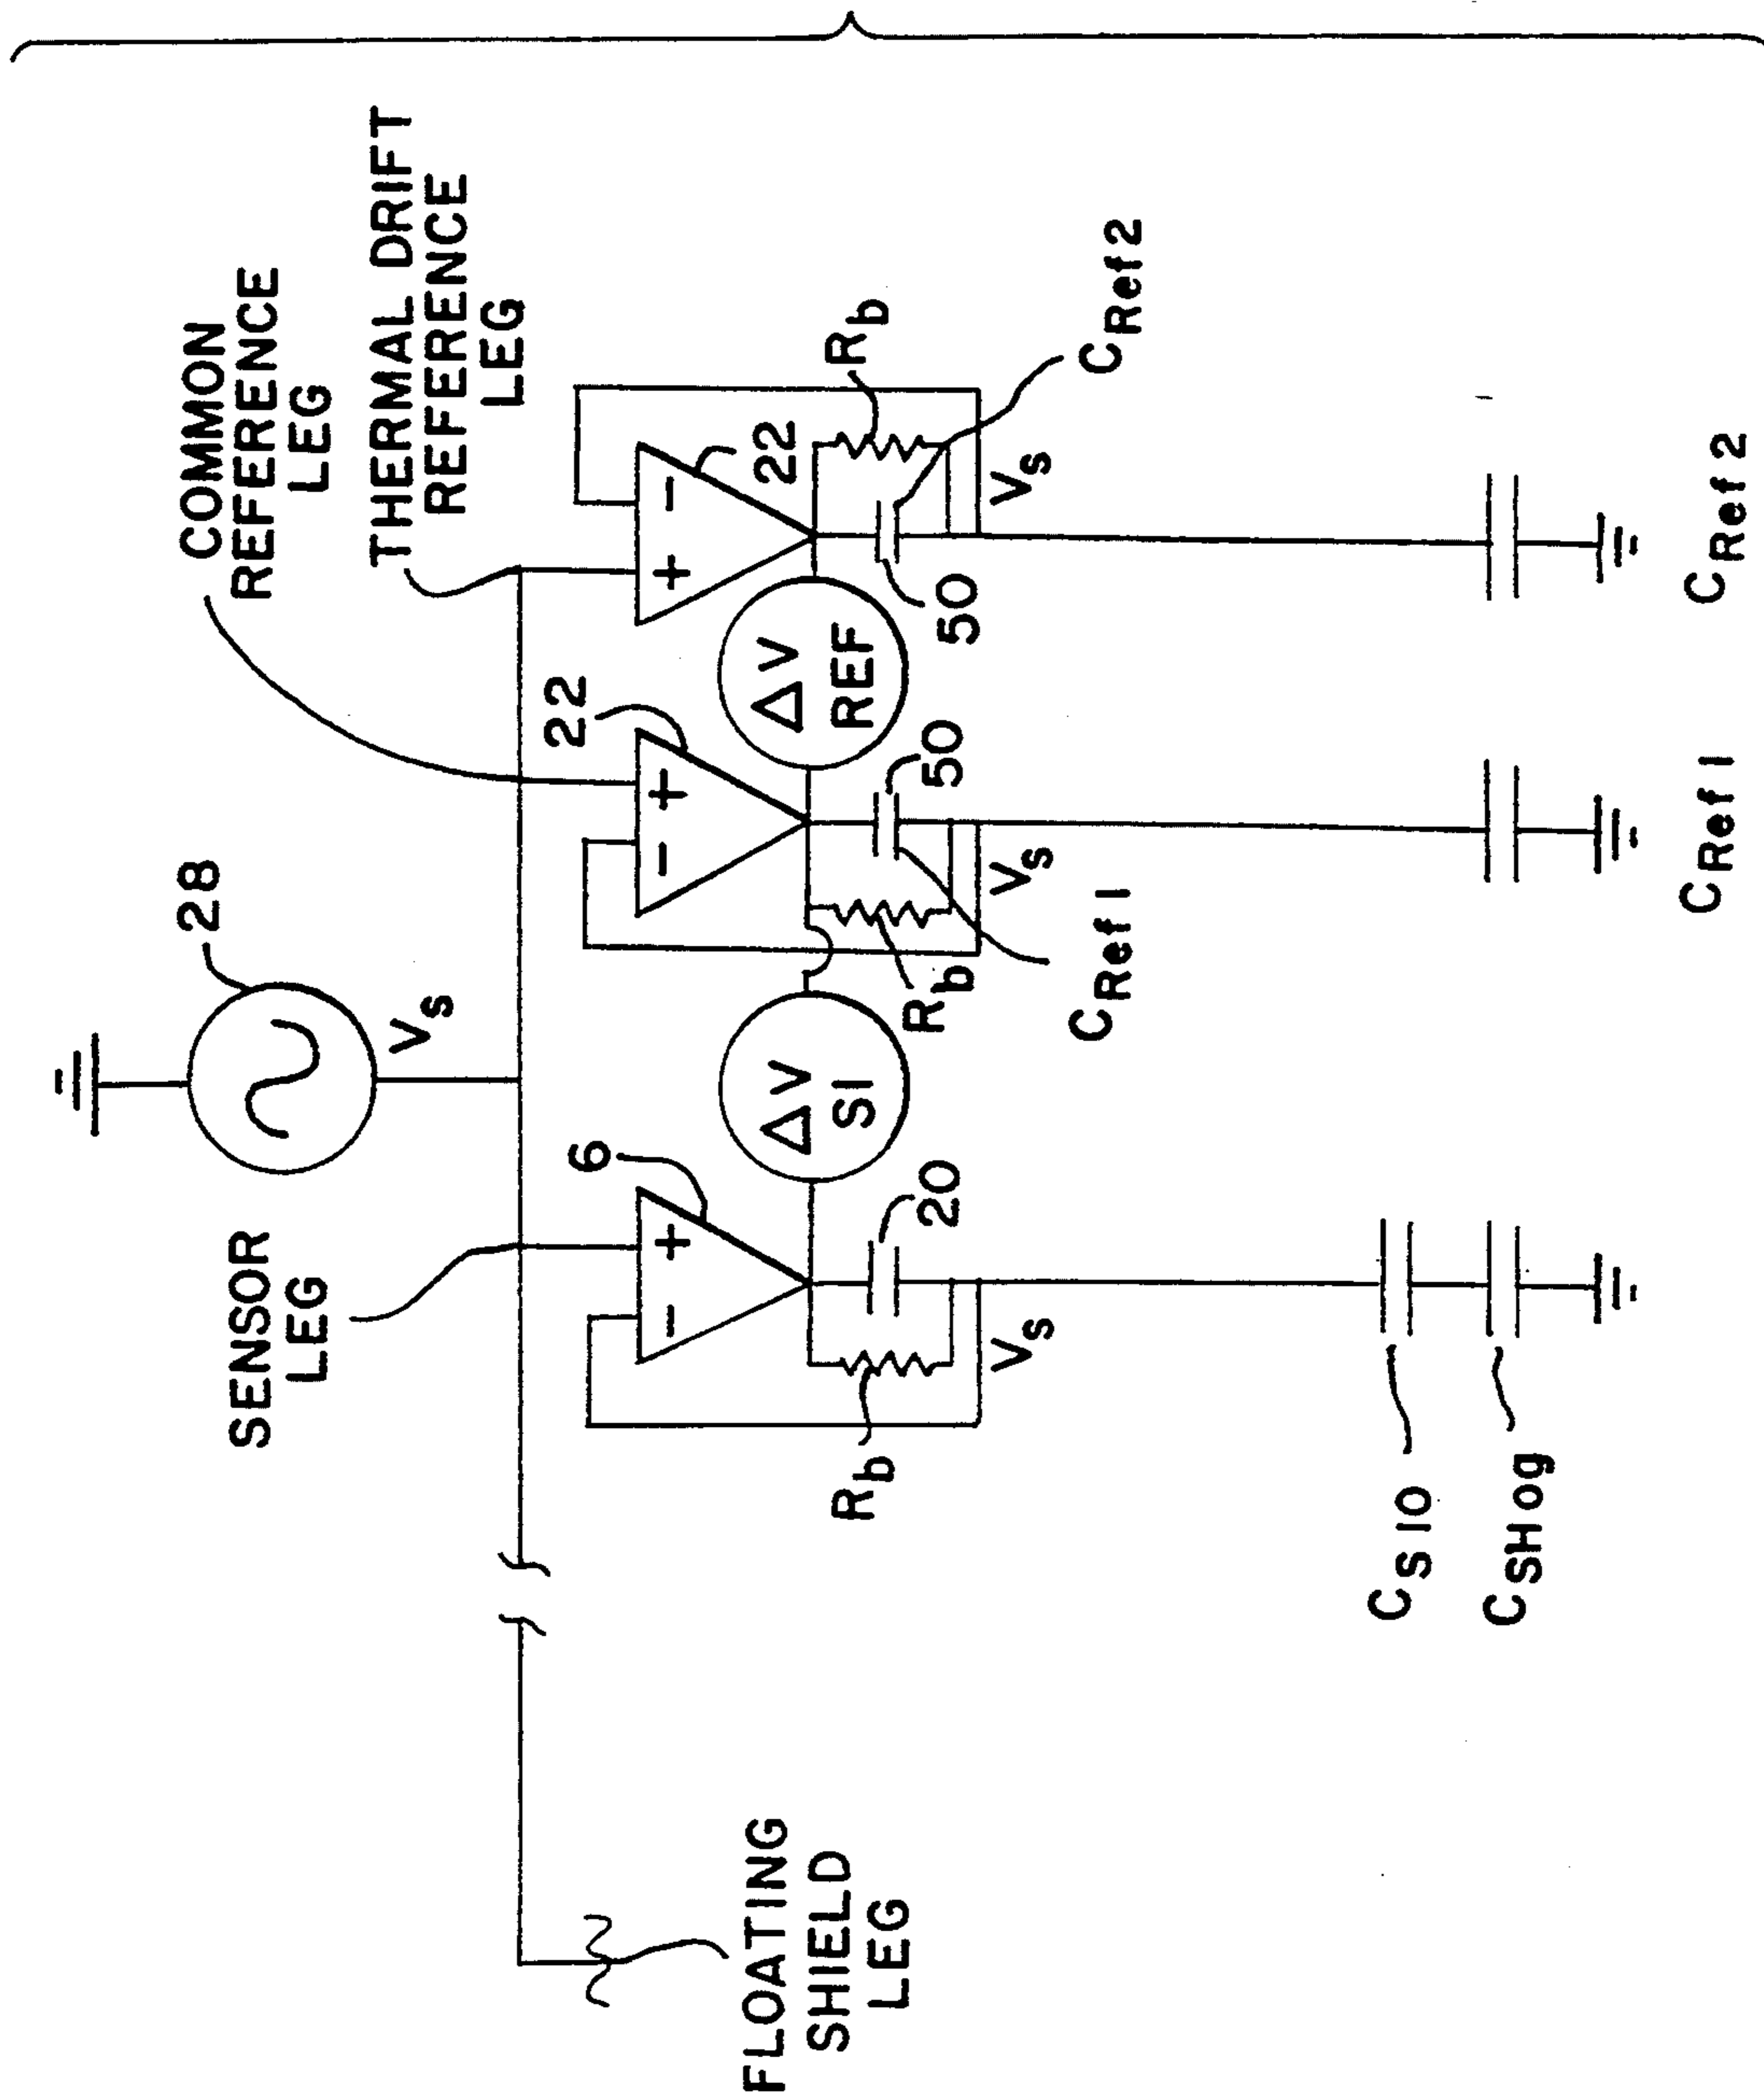 28
Vs
COMMON
REFERENCE
LEG
THERMAL DRIFT
REFERENCE
LEG
SENSOR
LEG
6
22
22
- +
- +
+ -
FLOATING
SHIELD
LEG
ΔV
S1
ΔV
REF
Rb
20
Rb
50
50
Rb
Vs
Vs
Vs
CRef1
CRef2
CS10
CSHog
CRef1
CRef2